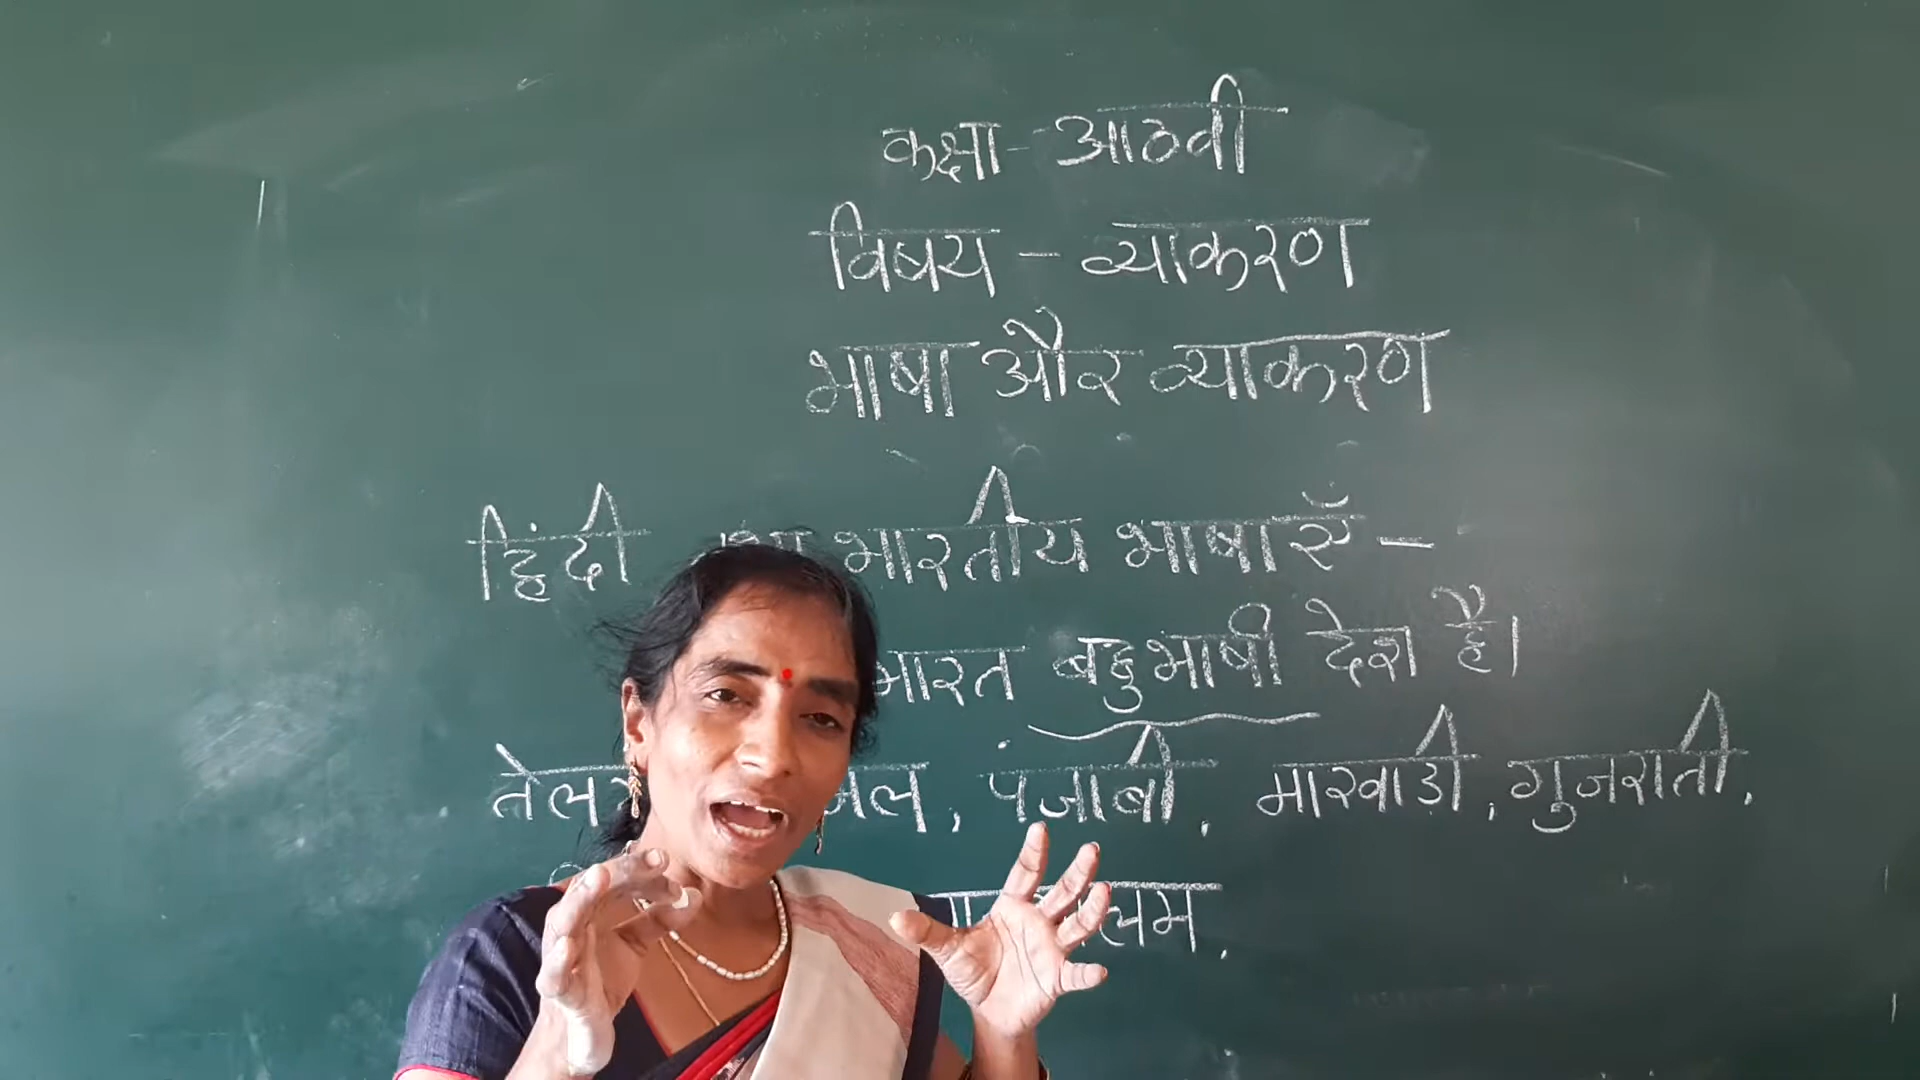 कक्षा - आठवी
विषय - व्याकरण
भाषा और व्याकरण
हिंदी भारतीय भाषाएँ -
भारत बहुभाषी देश है।
पंजाबी, मारवाडी, गुजराती,